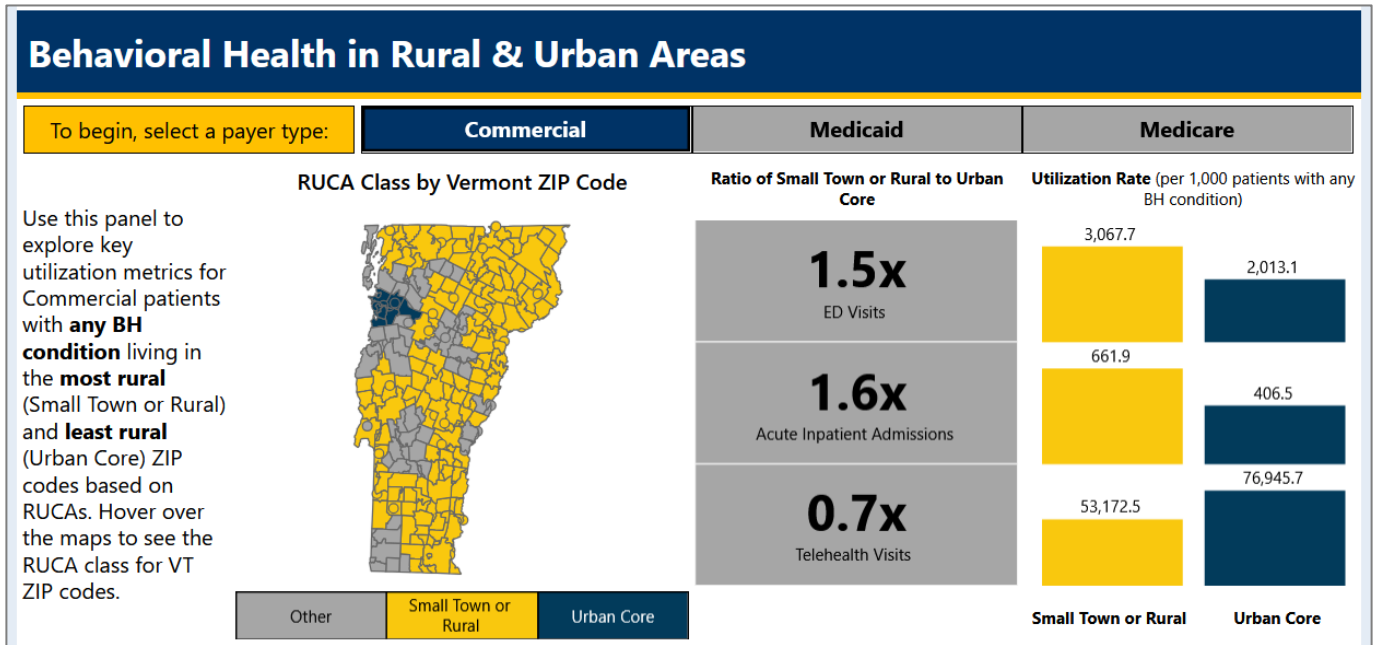 Behavioral Health in Rural & Urban Areas
To begin, select a payer type:
Commercial
Medicaid
Medicare
Use this panel to
explore key
utilization metrics for
Commercial patients
with any BH
condition living in
the most rural
(Small Town or Rural)
and least rural
(Urban Core) ZIP
codes based on
RUCAs. Hover over
the maps to see the
RUCA class for VT
ZIP codes.
RUCA Class by Vermont ZIP Code
Other
Small Town or
Rural
Urban Core
Ratio of Small Town or Rural to Urban
Core
1.5x
ED Visits
1.6x
Acute Inpatient Admissions
0.7x
Telehealth Visits
Utilization Rate (per 1,000 patients with any
BH condition)
3,067.7
2,013.1
661.9
406.5
53,172.5
76,945.7
Small Town or Rural
Urban Core